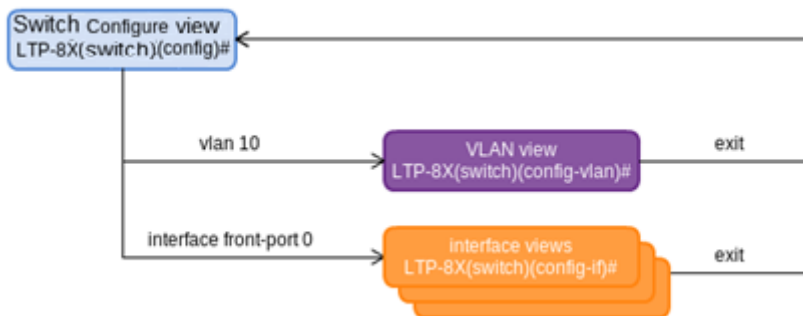 Switch Configure view
LTP-8X(switch)(config)#
vlan 10
VLAN view
LTP-8X(switch)(config-vlan)#
exit
interface front-port 0
interface views
LTP-8X(switch)(config-if)#
exit